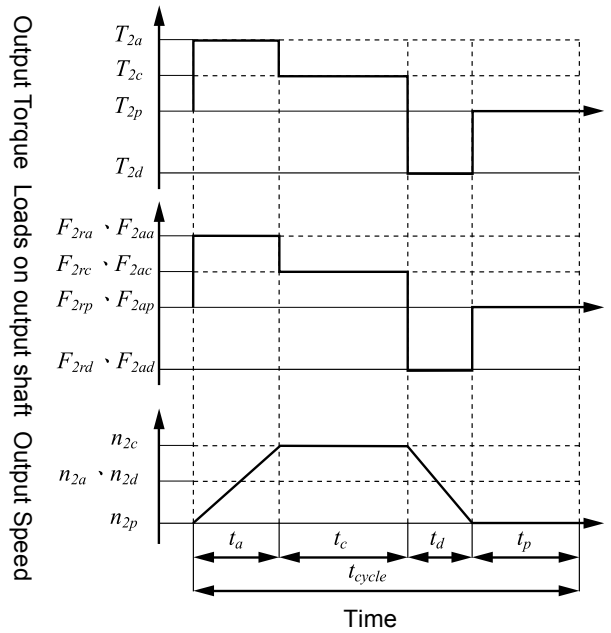 Output Torque
T2a
T2c
T2p
T2d
Loads on output shaft
F2ra、F2aa
F2rc、F2ac
F2rp、F2ap
F2rd、F2ad
Output Speed
n2c
n2a、n2d
n2p
ta
tc
td
tp
tcycle
Time